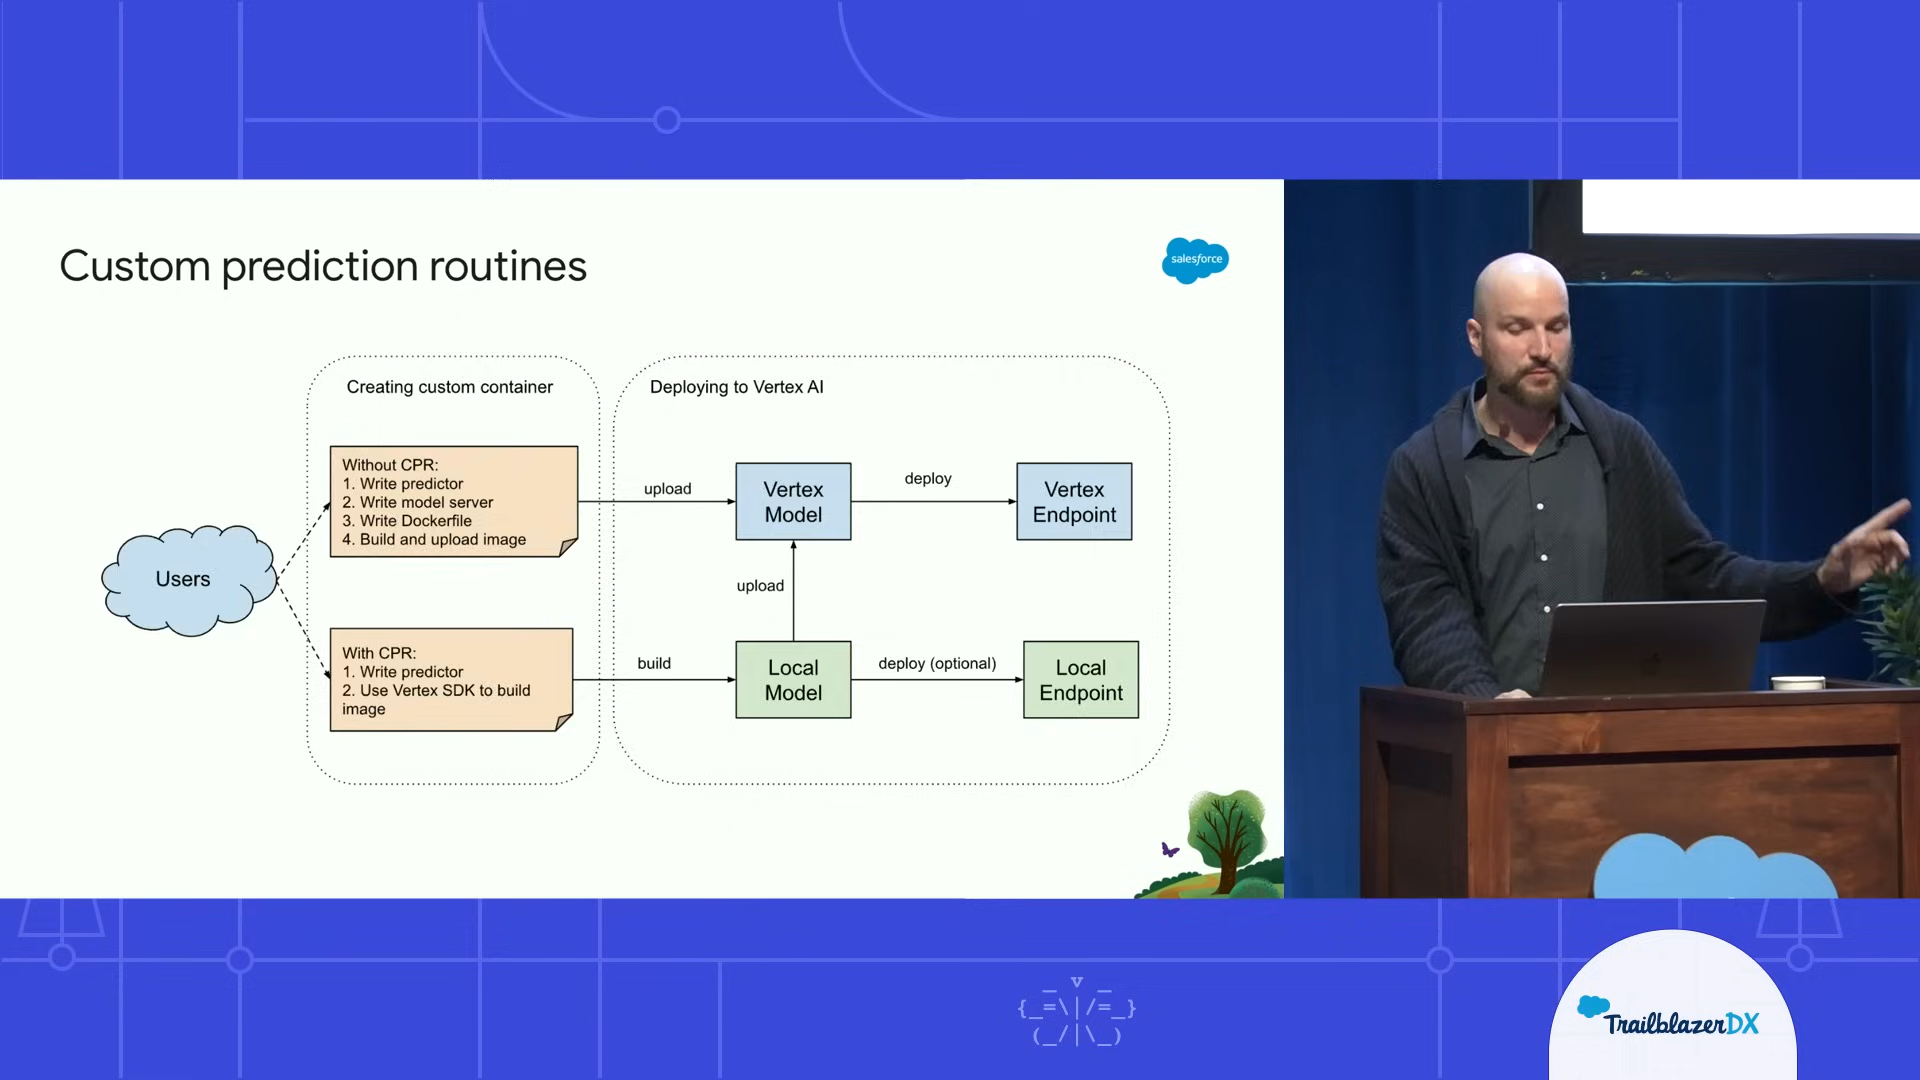 Custom prediction routines
salesforce
Creating custom container
Deploying to Vertex AI
Without CPR:
1. Write predictor
2. Write model server
3. Write Dockerfile
4. Build and upload image
upload
Vertex
Model
deploy
Vertex
Endpoint
Users
upload
With CPR:
1. Write predictor
2. Use Vertex SDK to build
image
build
Local
Model
deploy (optional)
Local
Endpoint
TrailblazerDX